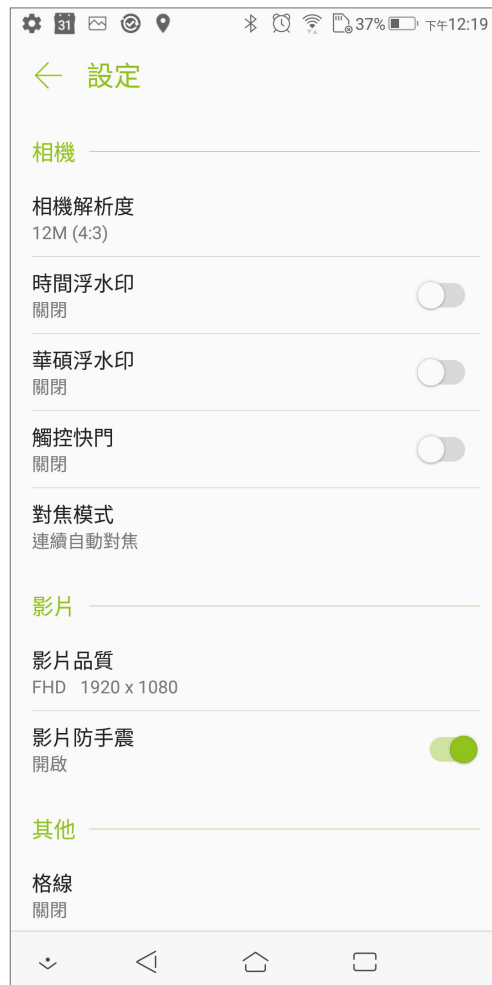 31 37% 下午12:19
設定
相機
相機解析度
12M (4:3)
時間浮水印
關閉
華碩浮水印
關閉
觸控快門
關閉
對焦模式
連續自動對焦
影片
影片品質
FHD 1920 x 1080
影片防手震
開啟
其他
格線
關閉